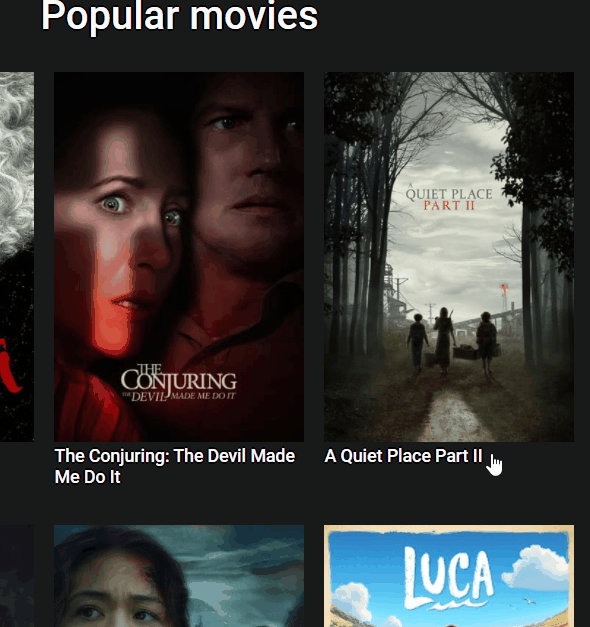 Popular movies
A QUIET PLACE
PART II
THE
CONJURING
THE DEVIL MADE ME DO IT
The Conjuring: The Devil Made
Me Do It
A Quiet Place Part II
LUCA